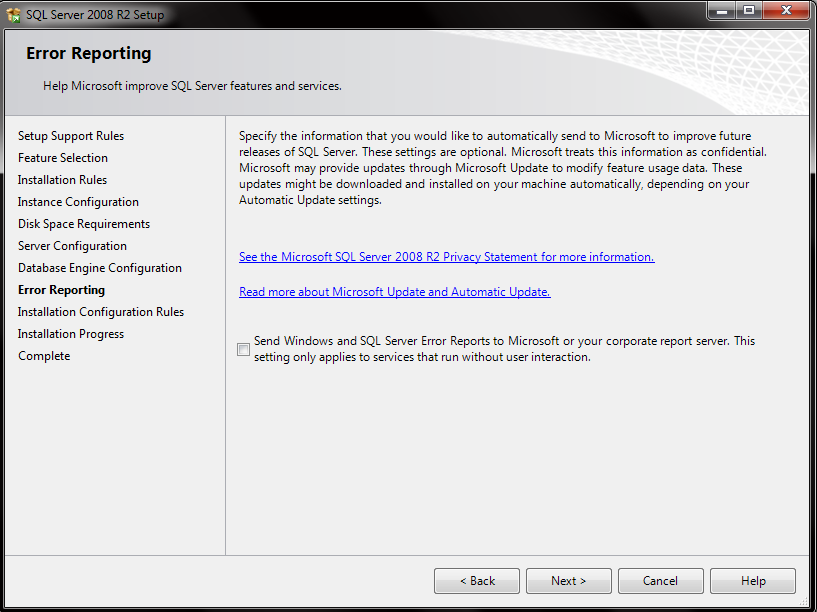 SQL Server 2008 R2 Setup
Error Reporting
Help Microsoft improve SQL Server features and services.
Setup Support Rules
Feature Selection
Installation Rules
Instance Configuration
Disk Space Requirements
Server Configuration
Database Engine Configuration
Error Reporting
Installation Configuration Rules
Installation Progress
Complete
Specify the information that you would like to automatically send to Microsoft to improve future
releases of SQL Server. These settings are optional. Microsoft treats this information as confidential.
Microsoft may provide updates through Microsoft Update to modify feature usage data. These
updates might be downloaded and installed on your machine automatically, depending on your
Automatic Update settings.
See the Microsoft SQL Server 2008 R2 Privacy Statement for more information.
Read more about Microsoft Update and Automatic Update.
Send Windows and SQL Server Error Reports to Microsoft or your corporate report server. This
setting only applies to services that run without user interaction.
< Back
Next >
Cancel
Help